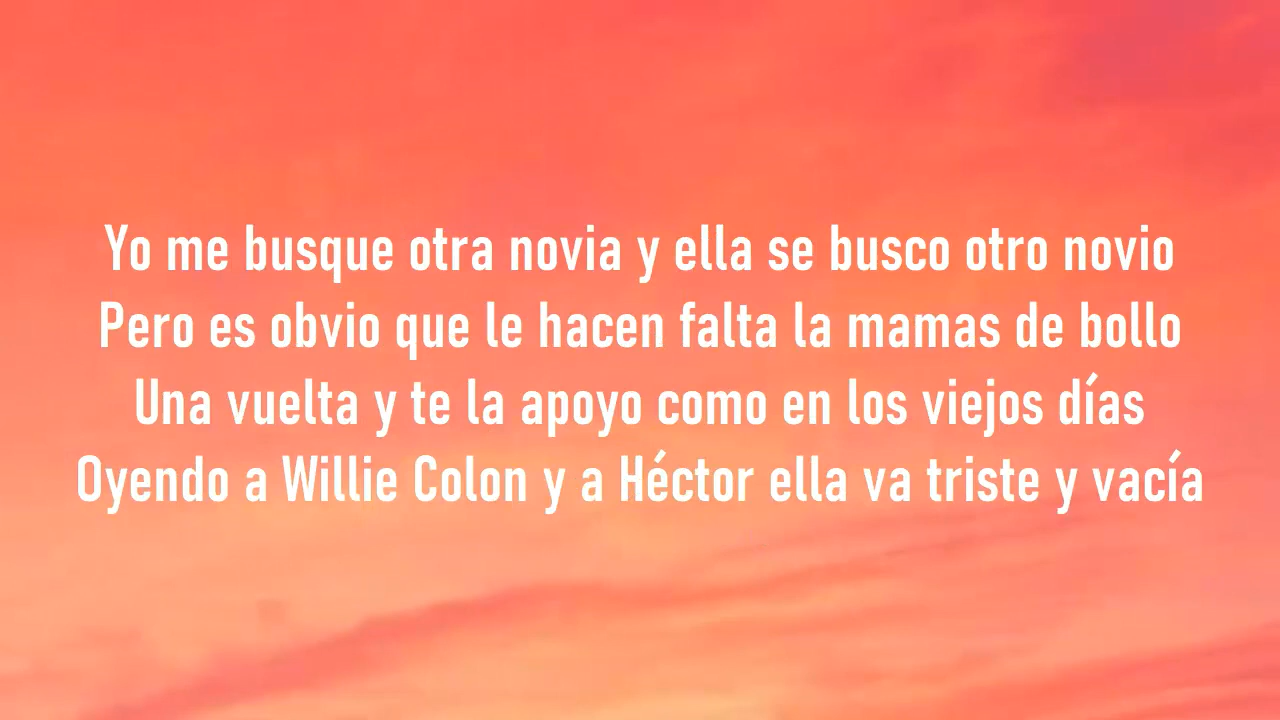 Yo me busque otra novia y ella se busco otro novio
Pero es obvio que le hacen falta la mamas de bollo
Una vuelta y te la apoyo como en los viejos días
Oyendo a Willie Colon y a Héctor ella va triste y vacía